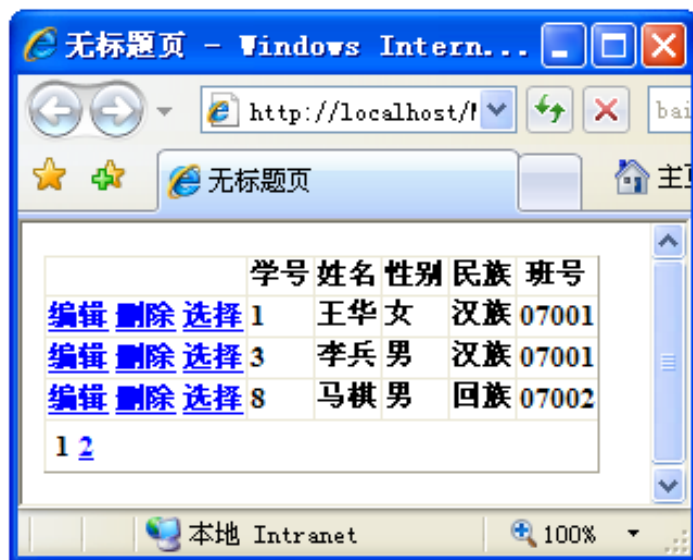 无标题页 - Windows Intern...
http://localhost/
bai
无标题页
主页
学号 姓名 性别 民族 班号
编辑 删除 选择 1 王华 女 汉族 07001
编辑 删除 选择 3 李兵 男 汉族 07001
编辑 删除 选择 8 马棋 男 回族 07002
1 2
本地 Intranet 100%